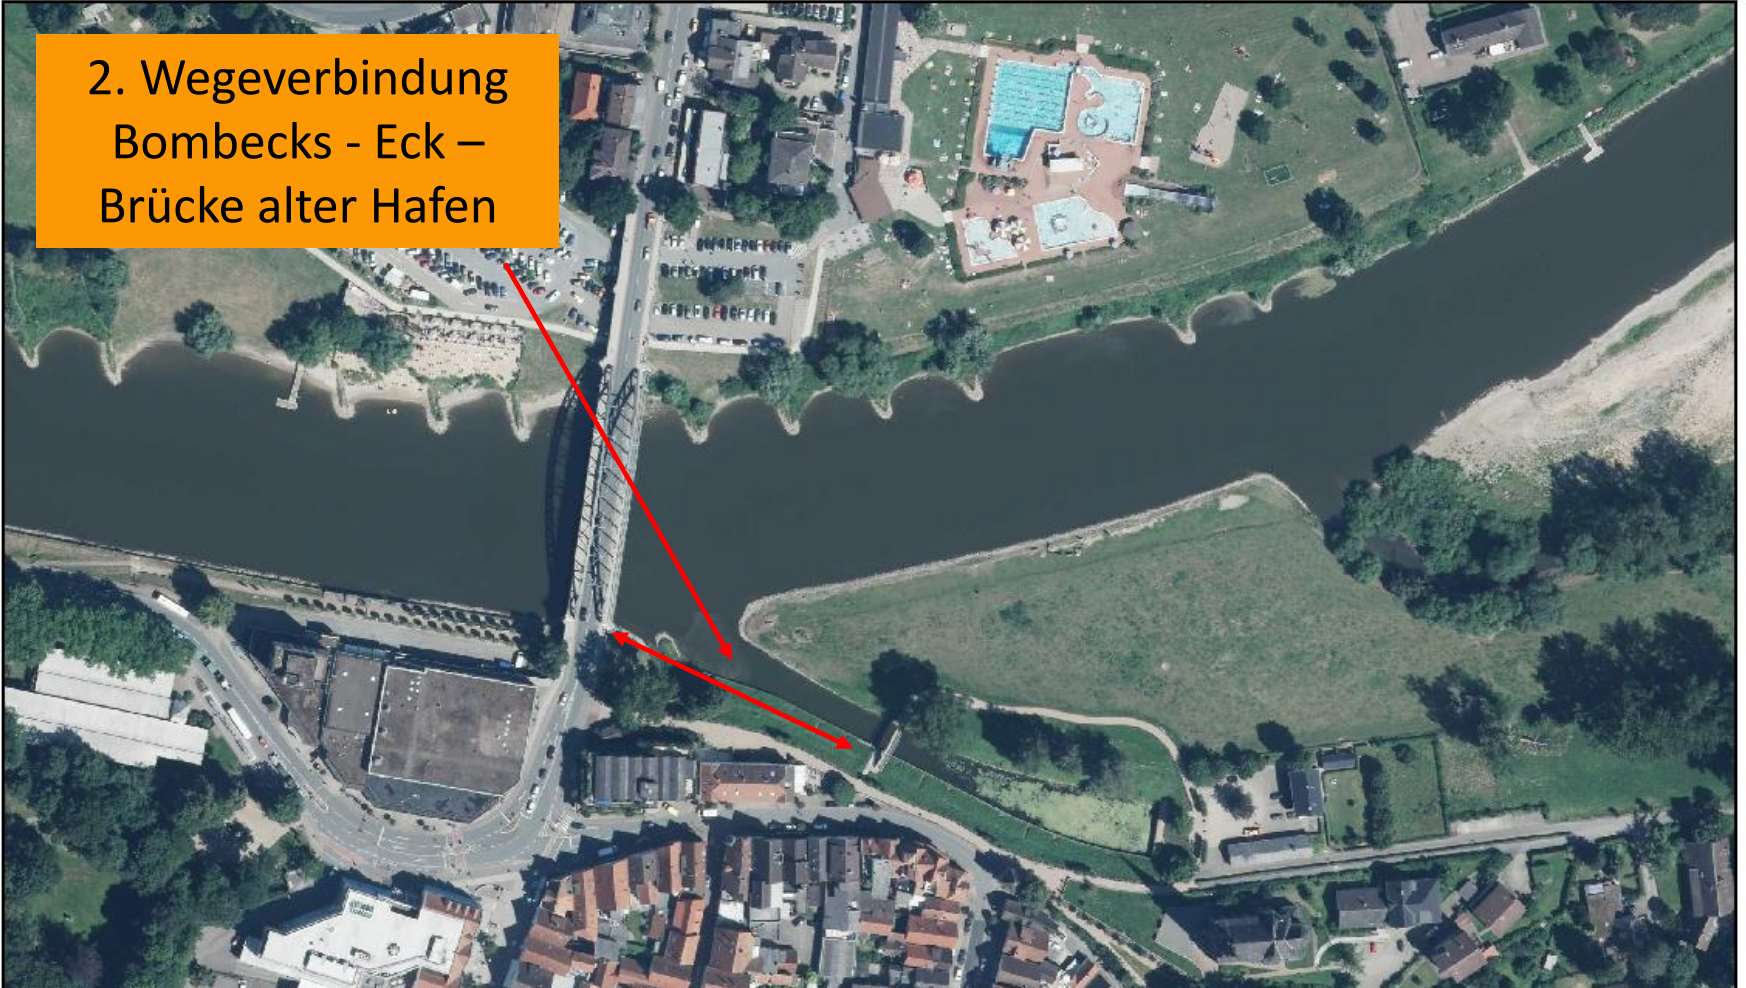 2. Wegeverbindung
Bombecks - Eck –
Brücke alter Hafen